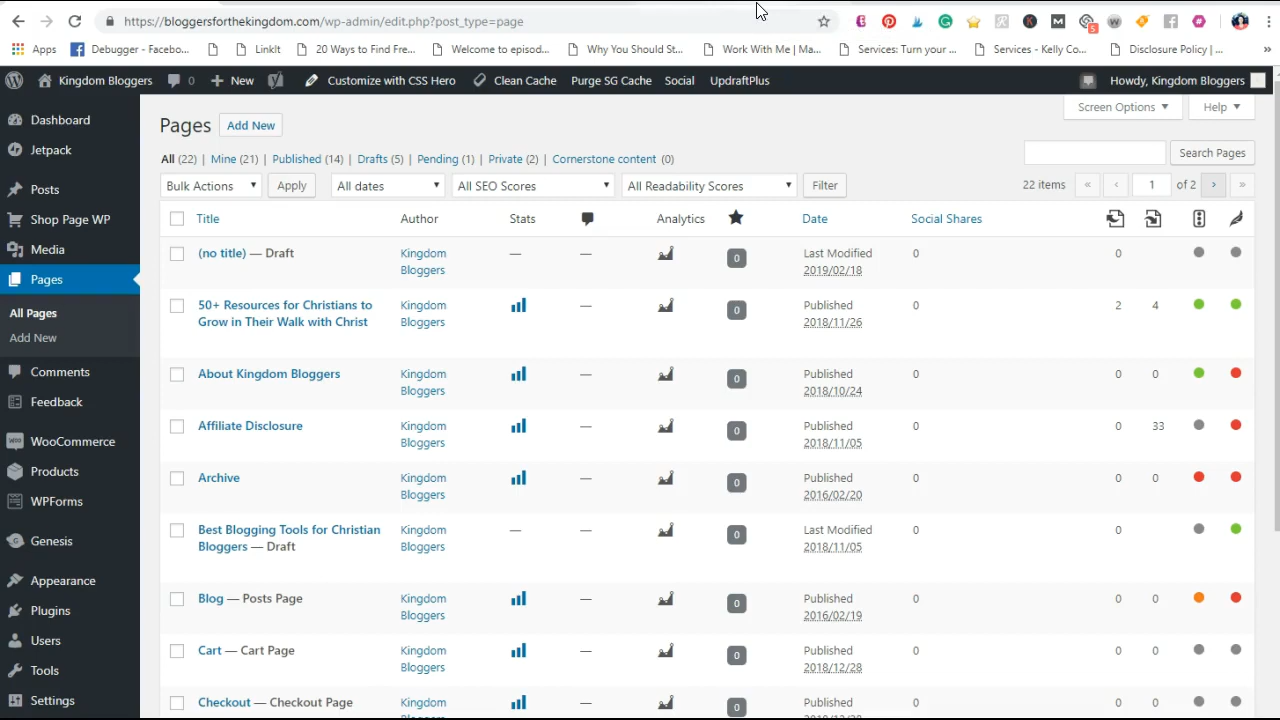 https://bloggersforthekingdom.com/wp-admin/edit.php?post_type=page
Apps Debugger - Facebo... LinkIt 20 Ways to Find Fre... Welcome to episod... Why You Should St... Work With Me | Ma... Services: Turn your ... Services - Kelly Co... Disclosure Policy | ... »
Kingdom Bloggers 0 New Customize with CSS Hero Clean Cache Purge SG Cache Social UpdraftPlus Howdy, Kingdom Bloggers
Screen Options Help
Dashboard
Jetpack
Posts
Shop Page WP
Media
Pages
All Pages
Add New
Comments
Feedback
WooCommerce
Products
WPForms
Genesis
Appearance
Plugins
Users
Tools
Settings
Pages Add New
All (22) | Mine (21) | Published (14) | Drafts (5) | Pending (1) | Private (2) | Cornerstone content (0)
Search Pages
Bulk Actions Apply All dates All SEO Scores All Readability Scores Filter 22 items « ‹ 1 of 2 › »
Title Author Stats Analytics Date Social Shares
(no title) — Draft Kingdom Bloggers — — 0 Last Modified 2019/02/18 0 0
50+ Resources for Christians to Grow in Their Walk with Christ Kingdom Bloggers — 0 Published 2018/11/26 0 2 4
About Kingdom Bloggers Kingdom Bloggers — 0 Published 2018/10/24 0 0 0
Affiliate Disclosure Kingdom Bloggers — 0 Published 2018/11/05 0 0 33
Archive Kingdom Bloggers — 0 Published 2016/02/20 0 0 0
Best Blogging Tools for Christian Bloggers — Draft Kingdom Bloggers — — 0 Last Modified 2018/11/05 0 0
Blog — Posts Page Kingdom Bloggers — 0 Published 2016/02/19 0 0 0
Cart — Cart Page Kingdom Bloggers — 0 Published 2018/12/28 0 0 0
Checkout — Checkout Page Kingdom Bloggers — 0 Published 0 0 0